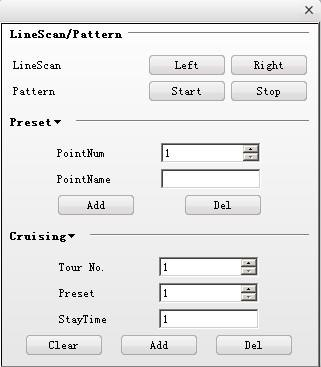 LineScan/Pattern
LineScan Left Right
Pattern Start Stop
Preset
PointNum 1
PointName
Add Del
Cruising
Tour No. 1
Preset 1
StayTime 1
Clear Add Del